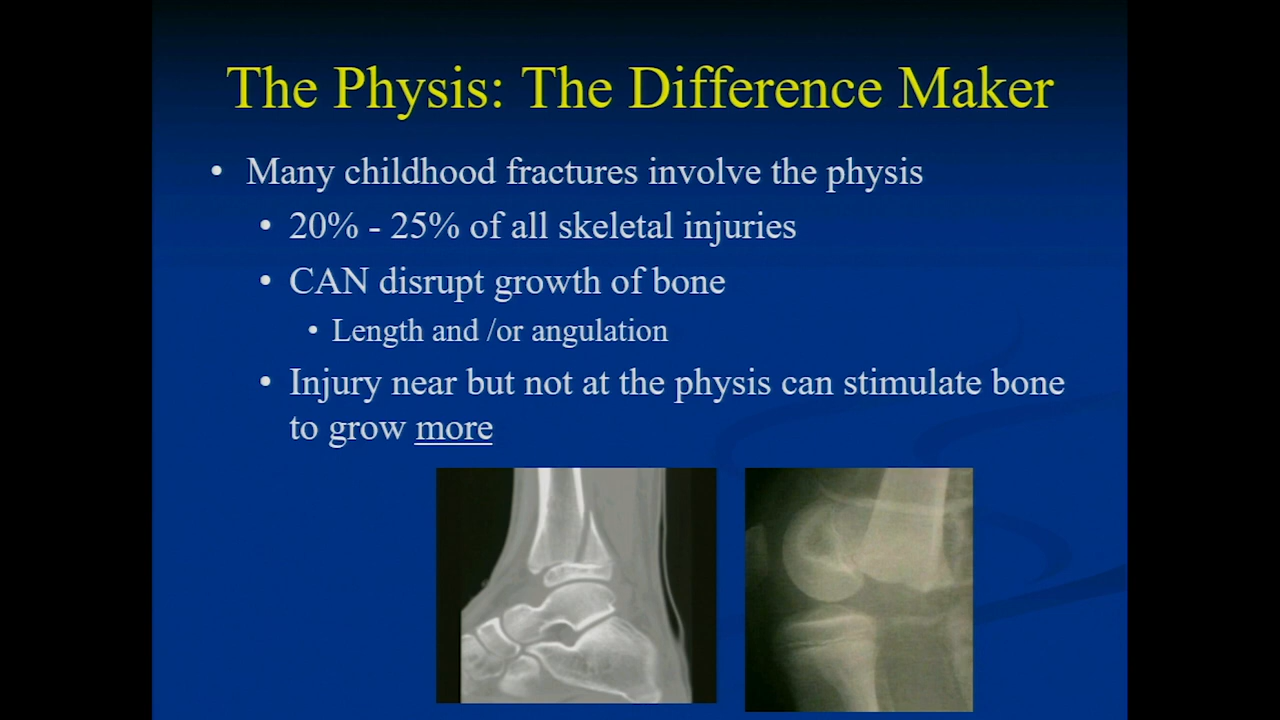 The Physis: The Difference Maker
• Many childhood fractures involve the physis
• 20% - 25% of all skeletal injuries
• CAN disrupt growth of bone
• Length and /or angulation
• Injury near but not at the physis can stimulate bone
to grow more